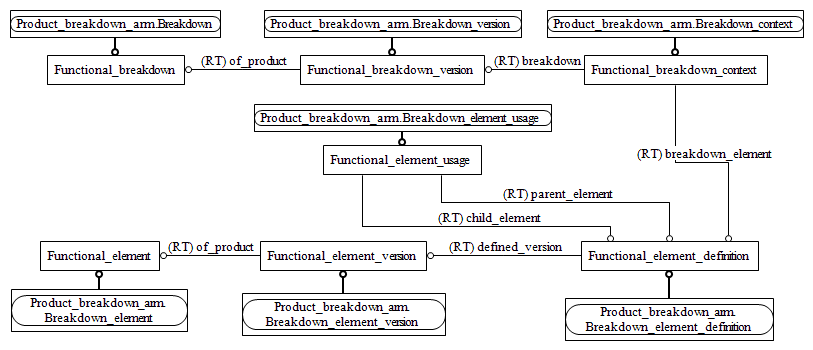 Product_breakdown_arm.Breakdown
Product_breakdown_arm.Breakdown_version
Product_breakdown_arm.Breakdown_context
Functional_breakdown
(RT) of_product
Functional_breakdown_version
(RT) breakdown
Functional_breakdown_context
Product_breakdown_arm.Breakdown_element_usage
Functional_element_usage
(RT) breakdown_element
(RT) parent_element
(RT) child_element
Functional_element
(RT) of_product
Functional_element_version
(RT) defined_version
Functional_element_definition
Product_breakdown_arm.
Breakdown_element
Product_breakdown_arm.
Breakdown_element_version
Product_breakdown_arm.
Breakdown_element_definition